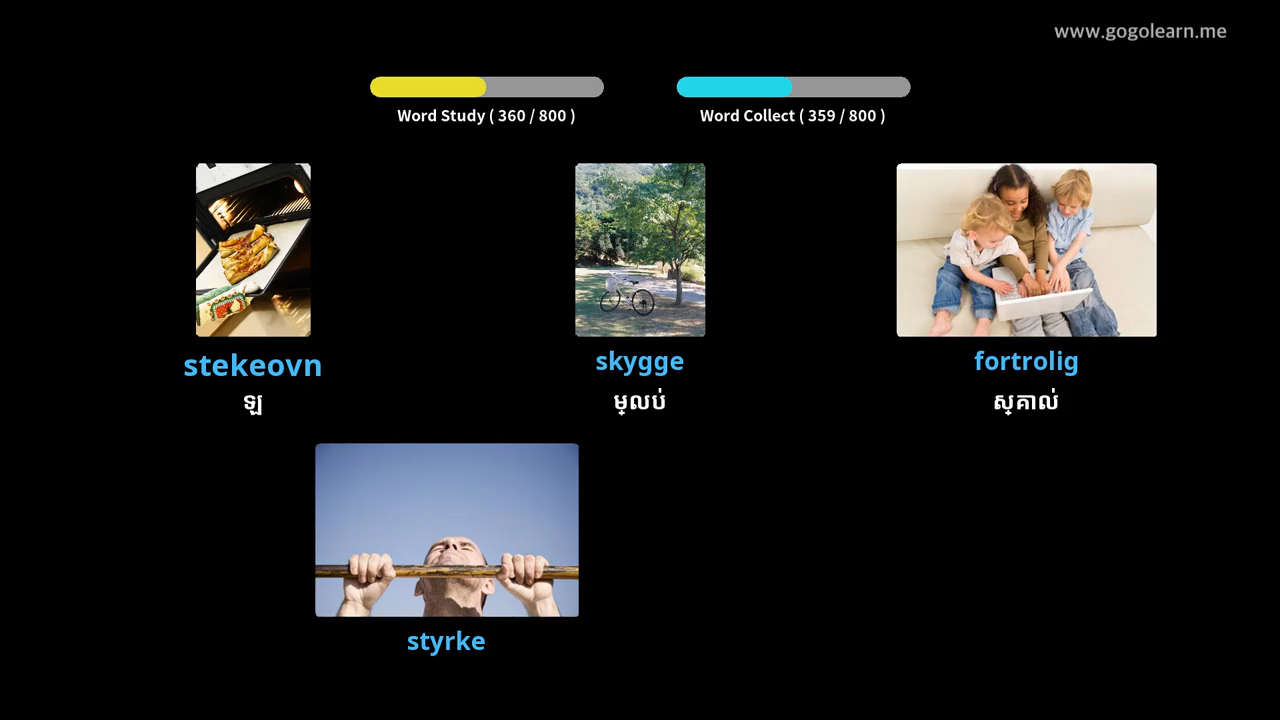 www.gogolearn.me
Word Study ( 360 / 800 )
Word Collect ( 359 / 800 )
stekeovn
skygge
fortrolig
ឡ
ម្លប់
ស្គាល់
styrke